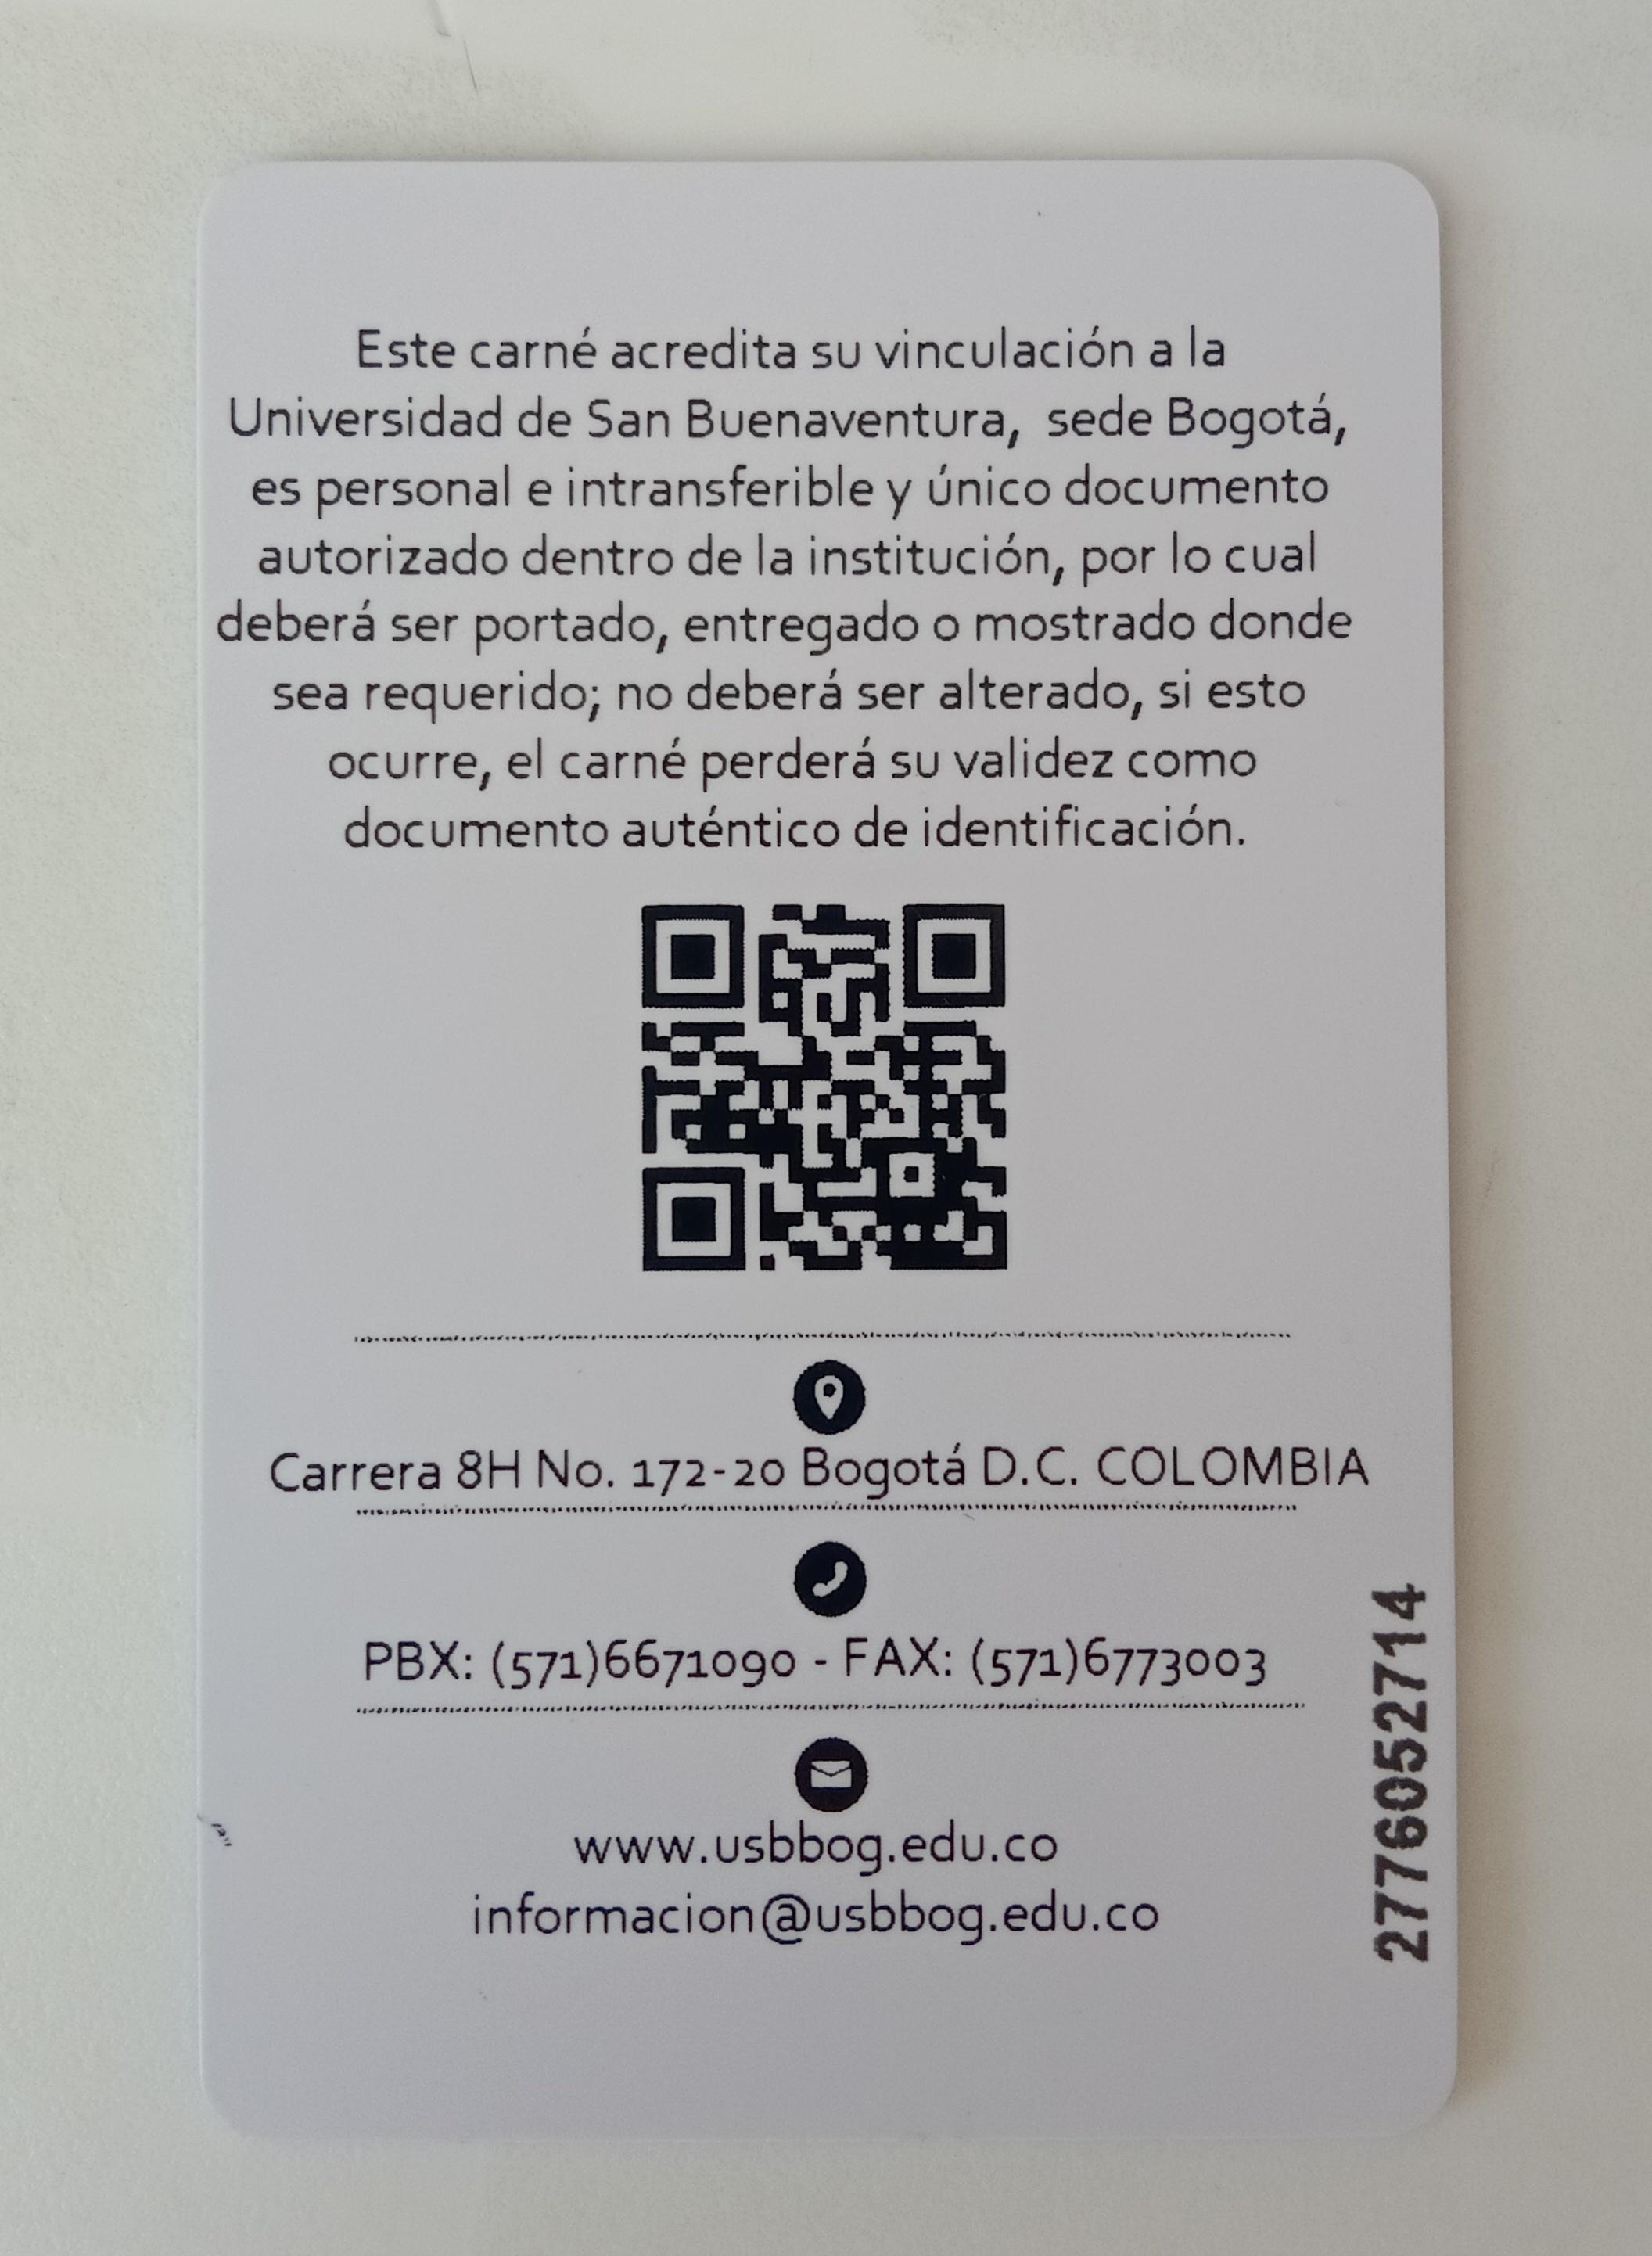 Este carné acredita su vinculación a la
Universidad de San Buenaventura, sede Bogotá,
es personal e intransferible y único documento
autorizado dentro de la institución, por lo cual
deberá ser portado, entregado o mostrado donde
sea requerido; no deberá ser alterado, si esto
ocurre, el carné perderá su validez como
documento auténtico de identificación.
Carrera 8H No. 172-20 Bogotá D.C. COLOMBIA
PBX: (571)6671090 - FAX: (571)6773003
www.usbbog.edu.co
informacion@usbbog.edu.co
2776052714